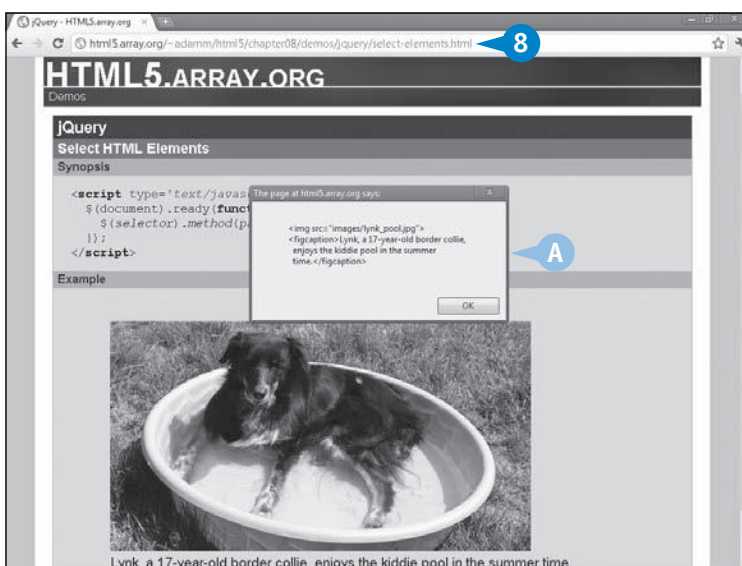 jQuery - HTML5.array.org
html5.array.org/~adamm/html5/chapter08/demos/jquery/select-elements.html
8
HTML5.ARRAY.ORG
Demos
jQuery
Select HTML Elements
Synopsis
<script type='text/javas
$(document).ready(funct
$(selector).method(pa
});
</script>
The page at html5.array.org says:
<img src="images/lynk_pool.jpg">
<figcaption>Lynk, a 17-year-old border collie,
enjoys the kiddie pool in the summer
time.</figcaption>
A
OK
Example
Lynk, a 17-year-old border collie, enjoys the kiddie pool in the summer time.